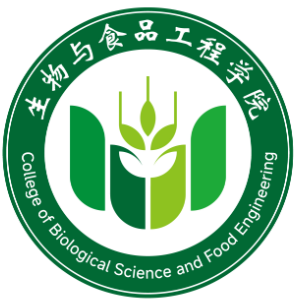 生物与食品工程学院
College of Biological Science and Food Engineering